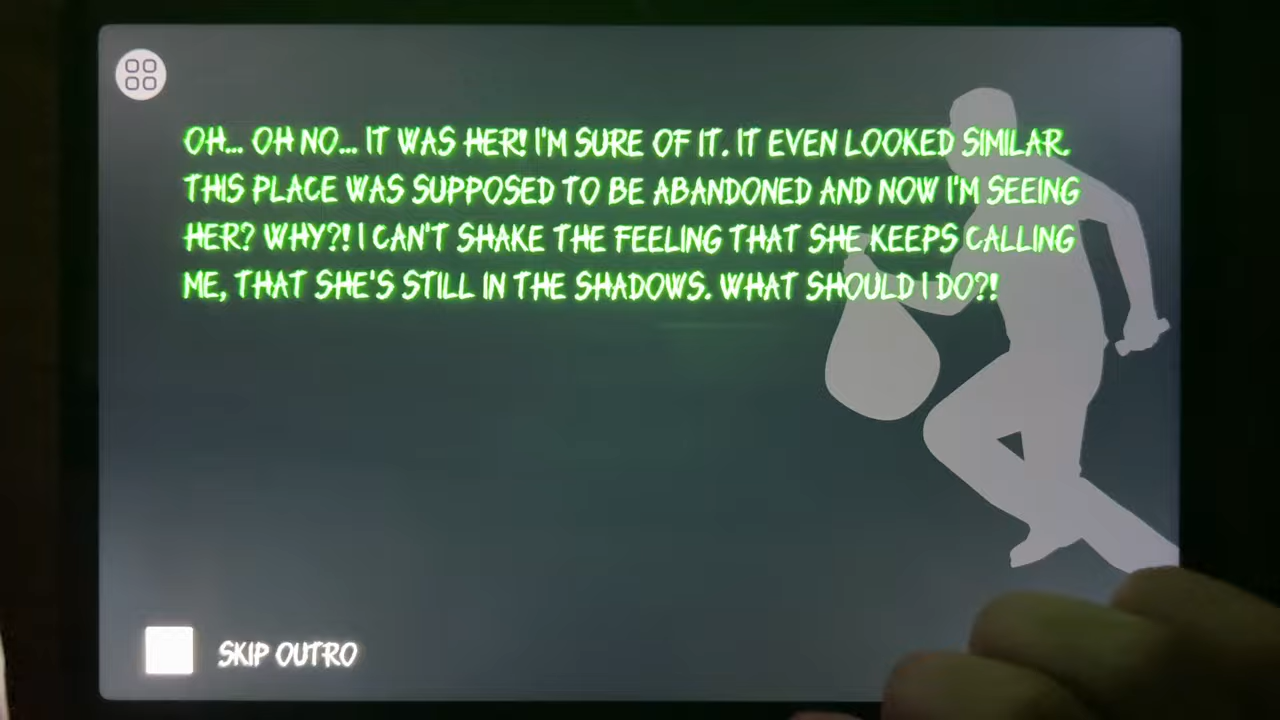 OH... OH NO... IT WAS HER! I'M SURE OF IT. IT EVEN LOOKED SIMILAR.
THIS PLACE WAS SUPPOSED TO BE ABANDONED AND NOW I'M SEEING
HER? WHY?! I CAN'T SHAKE THE FEELING THAT SHE KEEPS CALLING
ME, THAT SHE'S STILL IN THE SHADOWS. WHAT SHOULD I DO?!
SKIP OUTRO